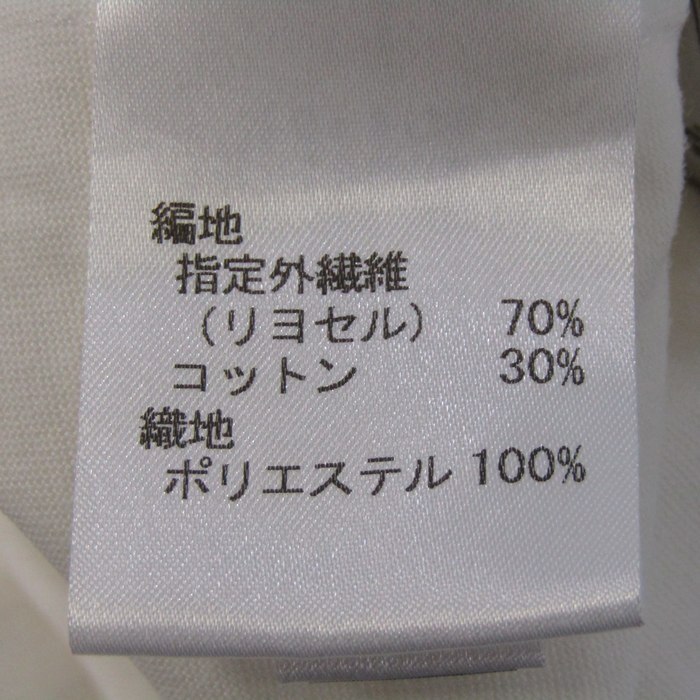 編地
指定外繊維
(リヨセル) 70%
コットン 30%
織地
ポリエステル 100%